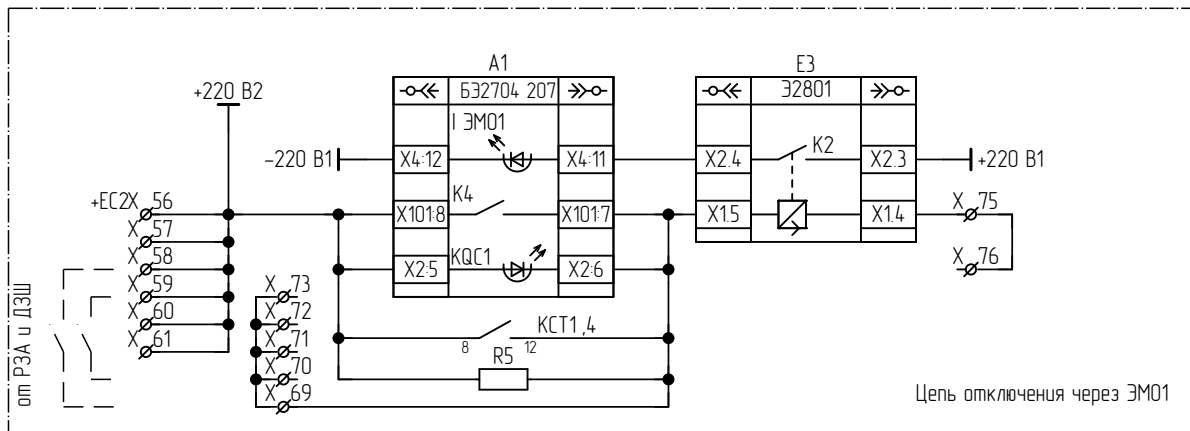 А1
Е3
+220 В2
БЭ2704 207
Э2801
I ЭМ01
-220 В1
Х4:12
Х4:11
Х2.4
К2
Х2.3
+220 В1
+ЕС2
Х 56
К4
Х101:8
Х101:7
Х1.5
Х1.4
Х 75
Х 57
Х 58
KQC1
Х2:5
Х2:6
Х 76
Х 59
Х 73
Х 60
Х 72
КСТ1,4
8
12
Х 61
Х 71
R5
Х 70
Х 69
от РЗА и ДЗШ
Цепь отключения через ЭМ01